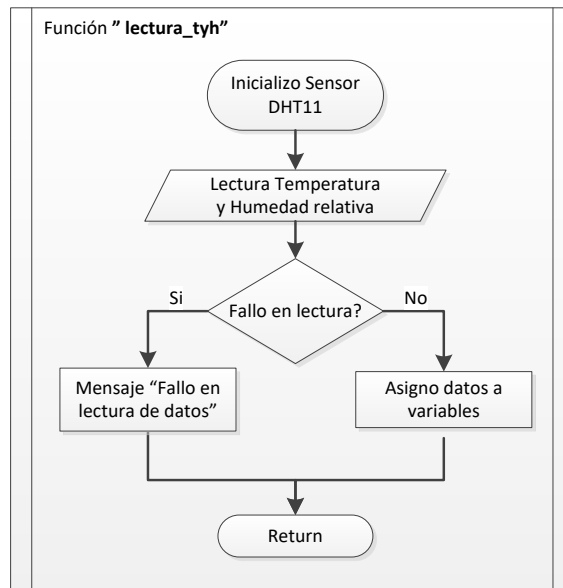 Función ” lectura_tyh”
Inicializo Sensor
DHT11
Lectura Temperatura
y Humedad relativa
Fallo en lectura?
Si
No
Mensaje “Fallo en
lectura de datos”
Asigno datos a
variables
Return